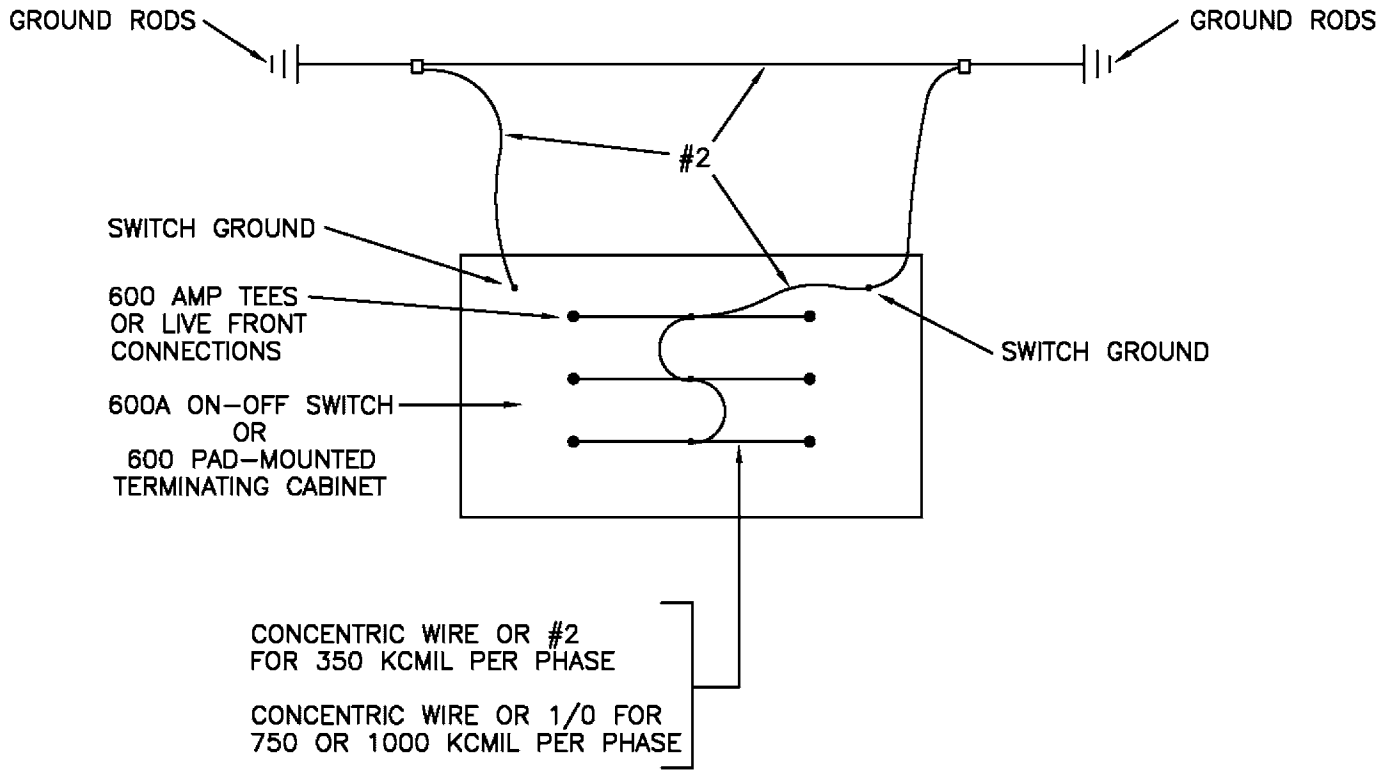 GROUND RODS
GROUND RODS
#2
SWITCH GROUND
600 AMP TEES
OR LIVE FRONT
CONNECTIONS
SWITCH GROUND
600A ON-OFF SWITCH
OR
600 PAD-MOUNTED
TERMINATING CABINET
CONCENTRIC WIRE OR #2
FOR 350 KCMIL PER PHASE
CONCENTRIC WIRE OR 1/0 FOR
750 OR 1000 KCMIL PER PHASE